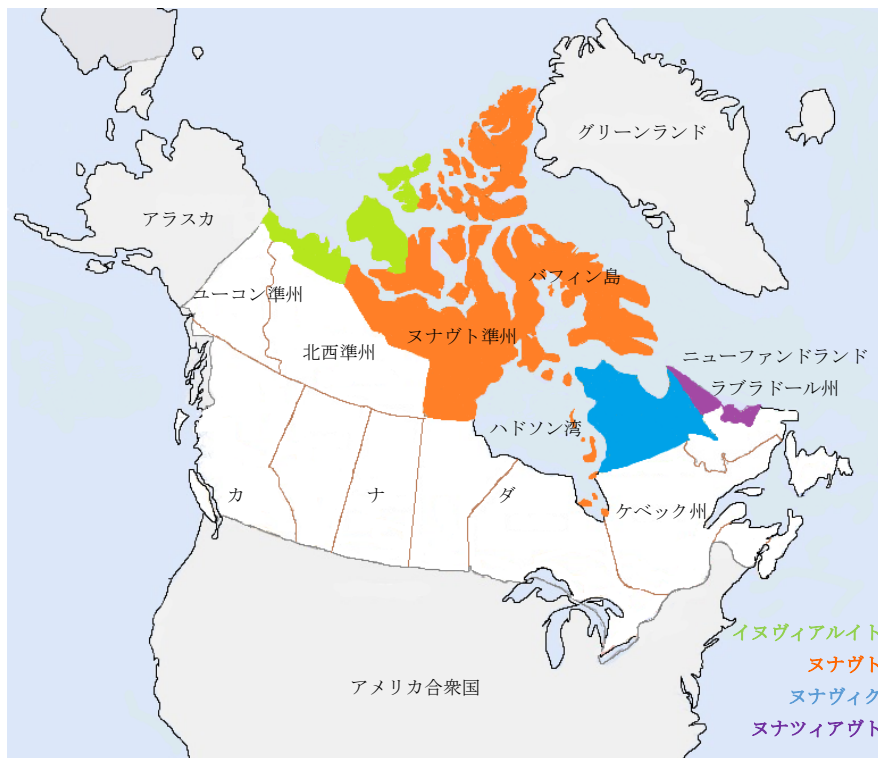 グリーンランド
アラスカ
バフィン島
ユーコン準州
ヌナヴト準州
北西準州
ニューファンドランド
ラブラドール州
ハドソン湾
カ　ナ　ダ
ケベック州
アメリカ合衆国
イヌヴィアルイト
ヌナヴト
ヌナヴィク
ヌナツィアヴト